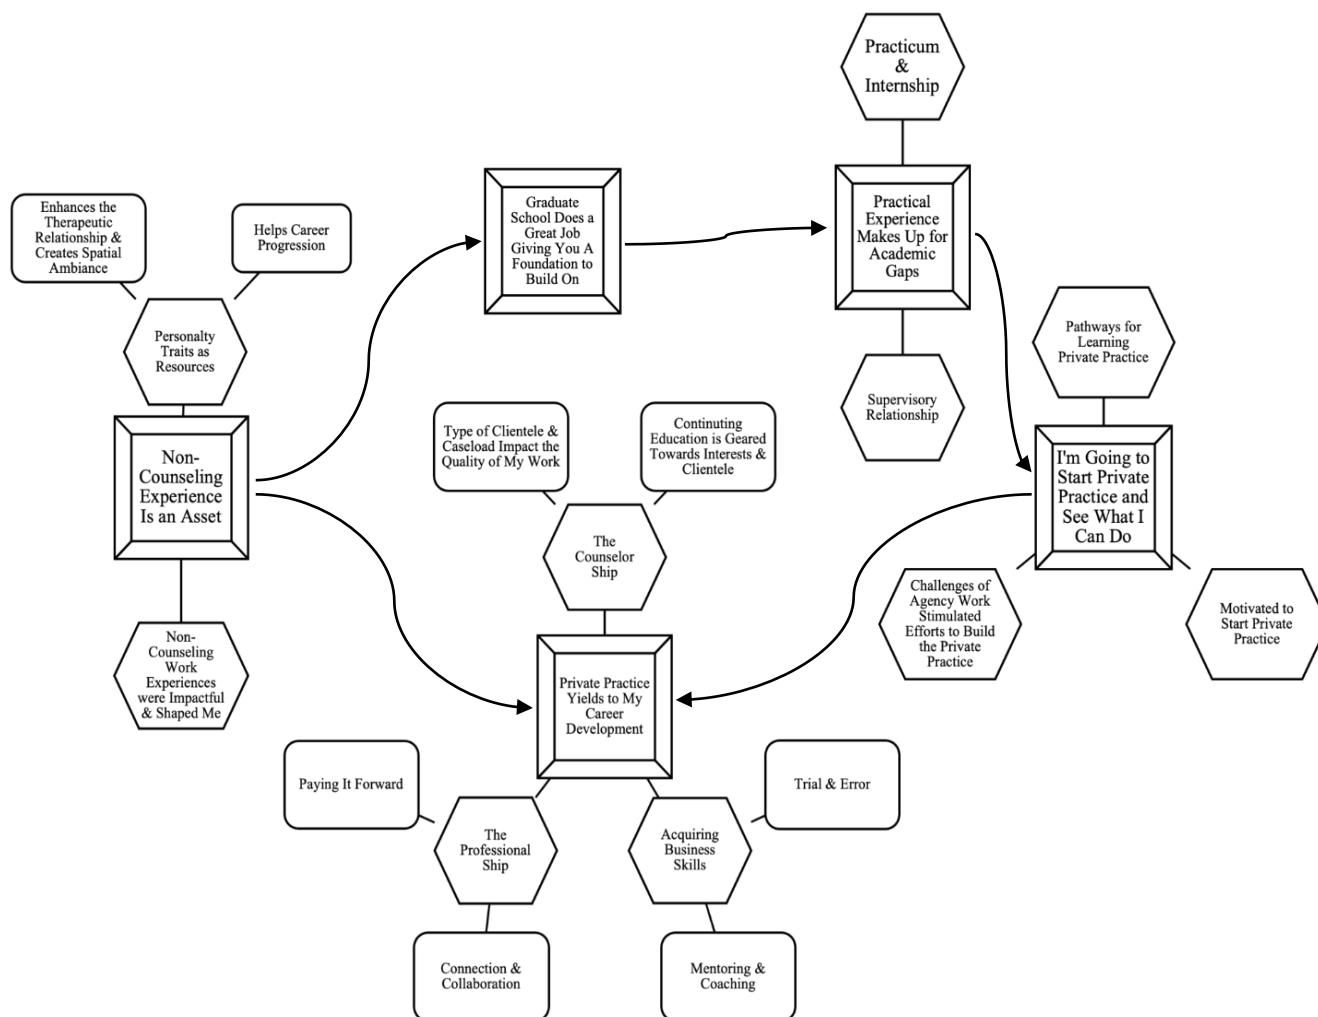 Practicum
&
Internship
Enhances the
Therapeutic
Relationship &
Creates Spatial
Ambiance
Helps Career
Progression
Graduate
School Does a
Great Job
Giving You A
Foundation to
Build On
Practical
Experience
Makes Up for
Academic
Gaps
Personalty
Traits as
Resources
Pathways for
Learning
Private Practice
Supervisory
Relationship
Type of Clientele &
Caseload Impact the
Quality of My Work
Continuting
Education is Geared
Towards Interests &
Clientele
Non-
Counseling
Experience
Is an Asset
I'm Going to
Start Private
Practice and
See What I
Can Do
The
Counselor
Ship
Challenges of
Agency Work
Stimulated
Efforts to Build
the Private
Practice
Motivated to
Start Private
Practice
Non-
Counseling
Work
Experiences
were Impactful
& Shaped Me
Private Practice
Yields to My
Career
Development
Paying It Forward
Trial & Error
The
Professional
Ship
Acquiring
Business
Skills
Connection &
Collaboration
Mentoring &
Coaching